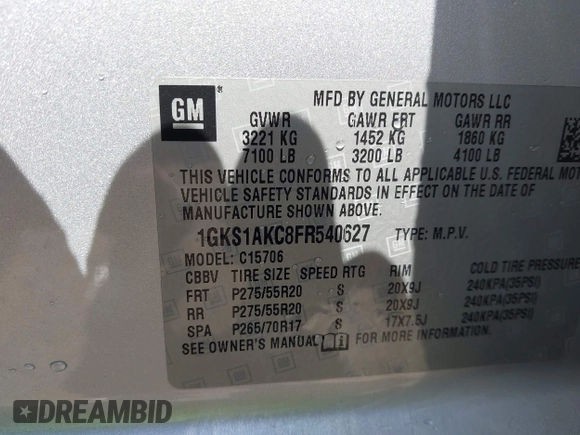 GM
®
MFD BY GENERAL MOTORS LLC
GVWR GAWR FRT GAWR RR
3221 KG 1452 KG 1860 KG
7100 LB 3200 LB 4100 LB
THIS VEHICLE CONFORMS TO ALL APPLICABLE U.S. FEDERAL MOTOR
VEHICLE SAFETY STANDARDS IN EFFECT ON THE DATE OF
MANUFACTURE SHOWN ABOVE.
1GKS1AKC8FR540627 TYPE: M.P.V.
MODEL: C15706
CBBV TIRE SIZE SPEED RTG RIM COLD TIRE PRESSURE
FRT P275/55R20 S 20X9J 240KPA(35PSI)
RR P275/55R20 S 20X9J 240KPA(35PSI)
SPA P265/70R17 S 17X7.5J 240KPA(35PSI)
SEE OWNER'S MANUAL FOR MORE INFORMATION.
DREAMBID